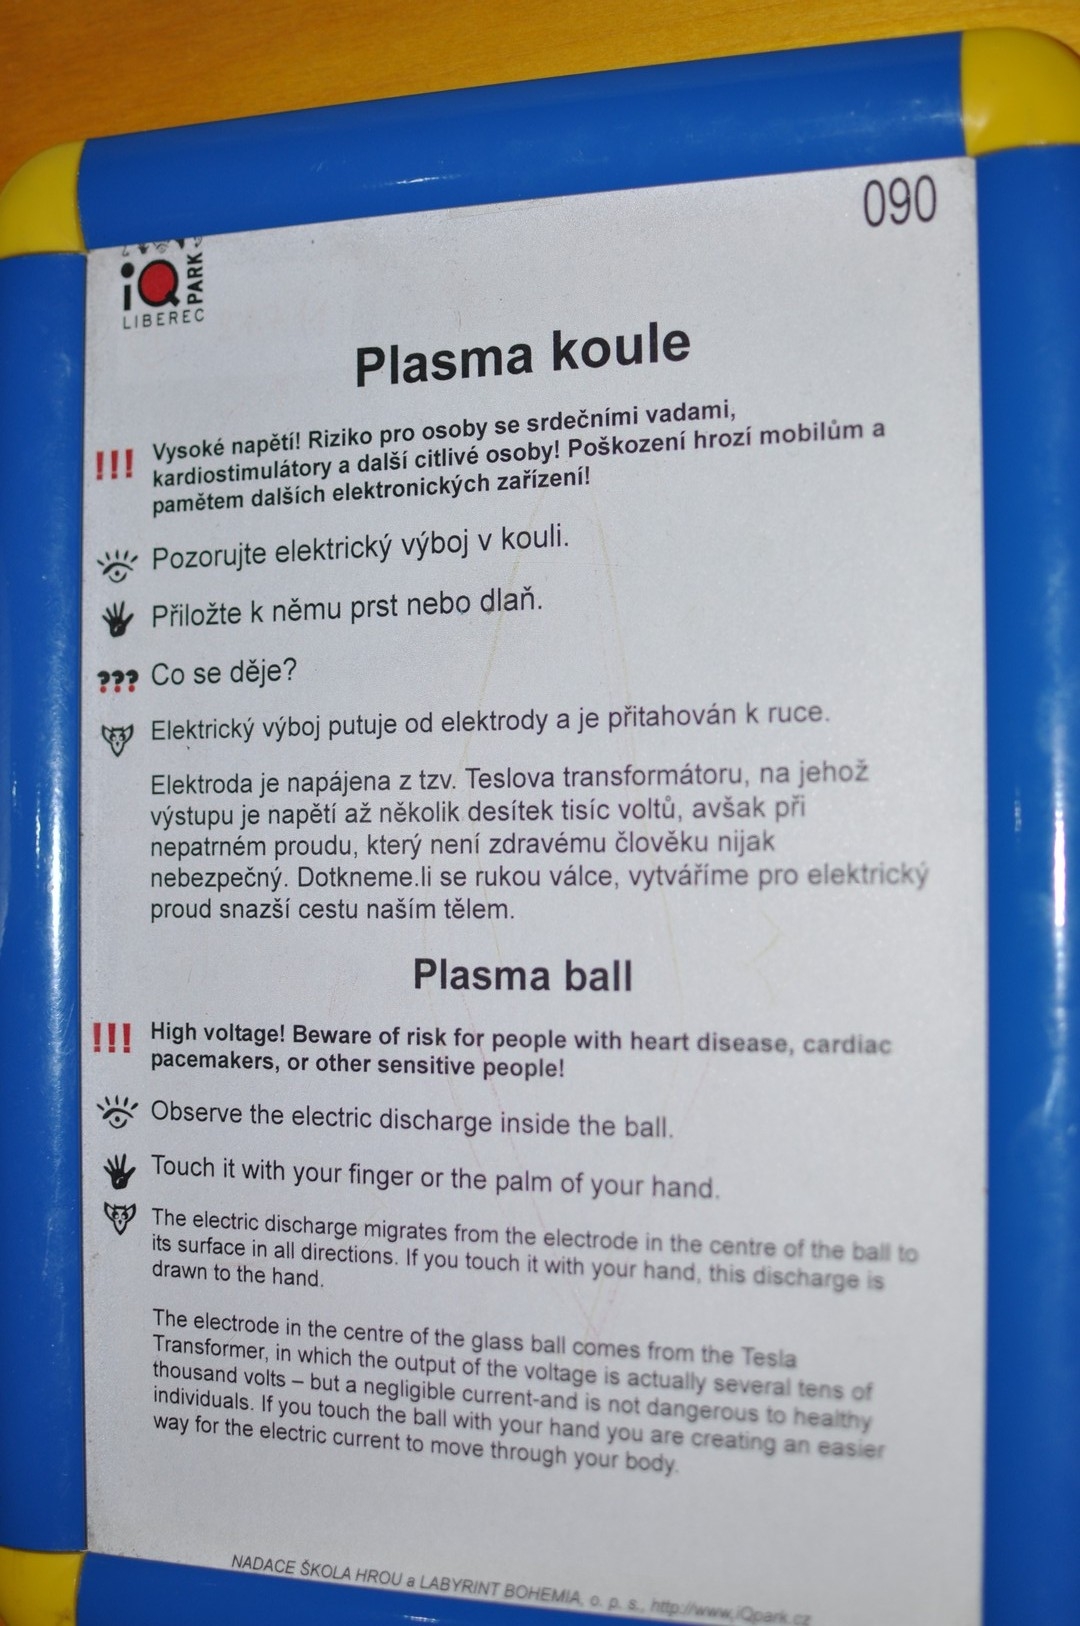 090
iQ PARK
LIBEREC
Plasma koule
!!! Vysoké napětí! Riziko pro osoby se srdečními vadami,
kardiostimulátory a další citlivé osoby! Poškození hrozí mobilům a
pamětem dalších elektronických zařízení!
Pozorujte elektrický výboj v kouli.
Přiložte k němu prst nebo dlaň.
??? Co se děje?
Elektrický výboj putuje od elektrody a je přitahován k ruce.
Elektroda je napájena z tzv. Teslova transformátoru, na jehož
výstupu je napětí až několik desítek tisíc voltů, avšak při
nepatrném proudu, který není zdravému člověku nijak
nebezpečný. Dotkneme.li se rukou válce, vytváříme pro elektrický
proud snazší cestu naším tělem.
Plasma ball
!!! High voltage! Beware of risk for people with heart disease, cardiac
pacemakers, or other sensitive people!
Observe the electric discharge inside the ball.
Touch it with your finger or the palm of your hand.
The electric discharge migrates from the electrode in the centre of the ball to
its surface in all directions. If you touch it with your hand, this discharge is
drawn to the hand.
The electrode in the centre of the glass ball comes from the Tesla
Transformer, in which the output of the voltage is actually several tens of
thousand volts – but a negligible current-and is not dangerous to healthy
individuals. If you touch the ball with your hand you are creating an easier
way for the electric current to move through your body.
NADACE ŠKOLA HROU a LABYRINT BOHEMIA, o. p. s., http://www.iQpark.cz